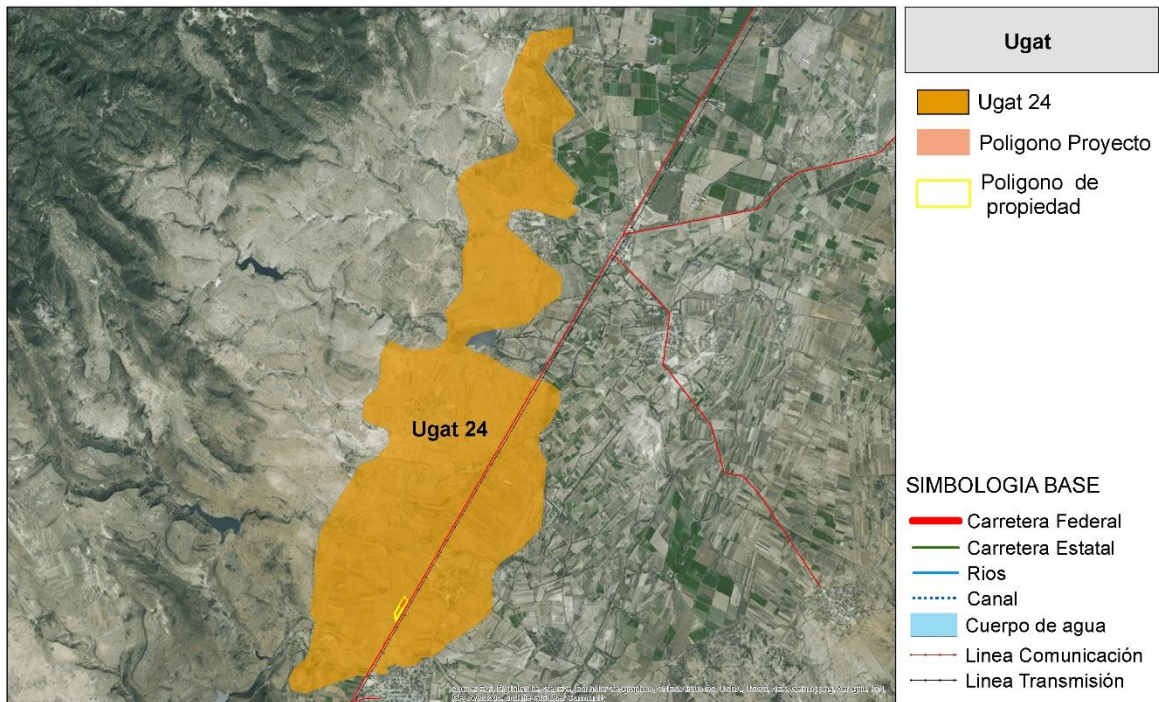 Ugat
Ugat 24
Poligono Proyecto
Poligono de
propiedad
Ugat 24
SIMBOLOGIA BASE
Carretera Federal
Carretera Estatal
Rios
Canal
Cuerpo de agua
Linea Comunicación
Linea Transmisión